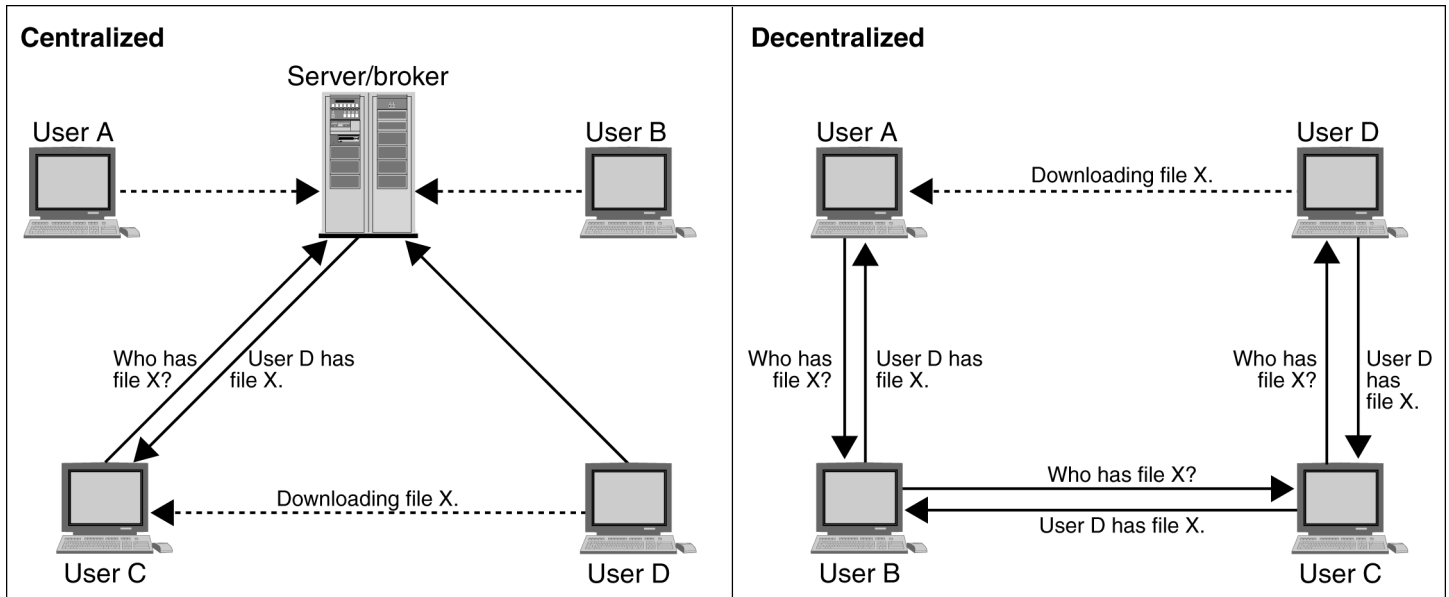 Centralized
Server/broker
User A
User B
Who has
file X?
User D has
file X.
Downloading file X.
User C
User D
Decentralized
User A
User D
Downloading file X.
Who has
file X?
User D has
file X.
Who has
file X?
User D
has
file X.
Who has file X?
User D has file X.
User B
User C